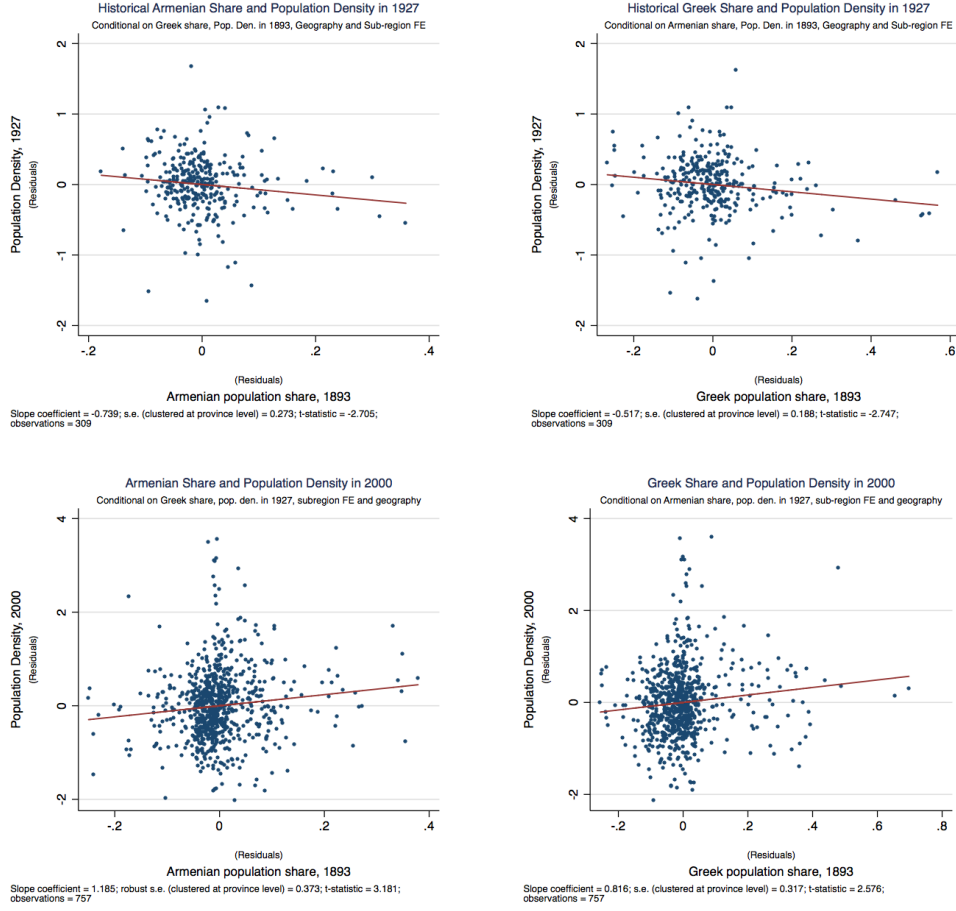 Historical Armenian Share and Population Density in 1927
Conditional on Greek share, Pop. Den. in 1893, Geography and Sub-region FE
Population Density, 1927
(Residuals)
2
1
0
-1
-2
-.2
0
.2
.4
(Residuals)
Armenian population share, 1893
Slope coefficient = -0.739; s.e. (clustered at province level) = 0.273; t-statistic = -2.705;
observations = 309
Historical Greek Share and Population Density in 1927
Conditional on Armenian share, Pop. Den. in 1893, Geography and Sub-region FE
Population Density, 1927
(Residuals)
2
1
0
-1
-2
-.2
0
.2
.4
.6
(Residuals)
Greek population share, 1893
Slope coefficient = -0.517; s.e. (clustered at province level) = 0.188; t-statistic = -2.747;
observations = 309
Armenian Share and Population Density in 2000
Conditional on Greek share, pop. den. in 1927, subregion FE and geography
Population Density, 2000
(Residuals)
4
2
0
-2
-.2
0
.2
.4
(Residuals)
Armenian population share, 1893
Slope coefficient = 1.185; robust s.e. (clustered at province level) = 0.373; t-statistic = 3.181;
observations = 757
Greek Share and Population Density in 2000
Conditional on Armenian share, pop. den. in 1927, sub-region FE and geography
Population Density, 2000
(Residuals)
4
2
0
-2
-.2
0
.2
.4
.6
.8
(Residuals)
Greek population share, 1893
Slope coefficient = 0.816; s.e. (clustered at province level) = 0.317; t-statistic = 2.576;
observations = 757